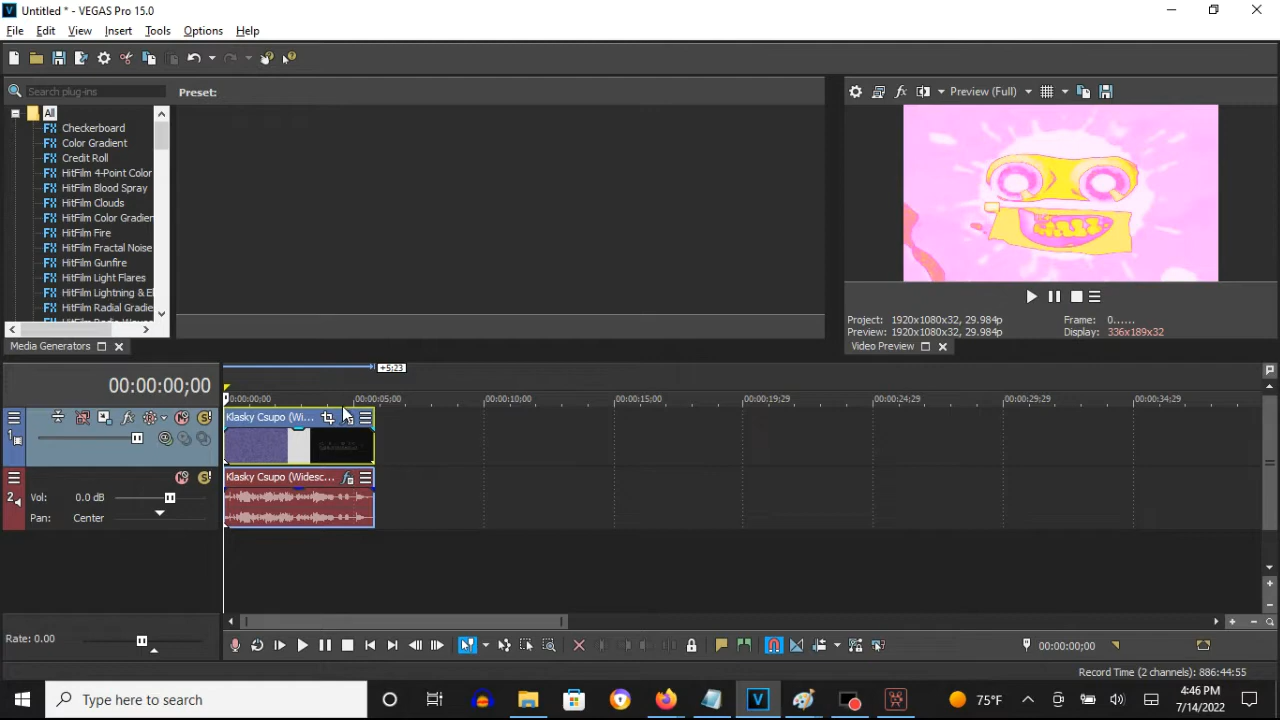 Untitled * - VEGAS Pro 15.0
File Edit View Insert Tools Options Help
Search plug-ins
Preset:
Preview (Full)
All
Checkerboard
Color Gradient
Credit Roll
HitFilm 4-Point Color
HitFilm Blood Spray
HitFilm Clouds
HitFilm Color Gradien
HitFilm Fire
HitFilm Fractal Noise
HitFilm Gunfire
HitFilm Light Flares
HitFilm Lightning & El
HitFilm Radial Gradie
Project: 1920x1080x32, 29.984p
Frame: 0......
Preview: 1920x1080x32, 29.984p
Display: 336x189x32
Media Generators
Video Preview
+5;23
00:00:00;00
00:00:00;00 00:00:05;00 00:00:10;00 00:00:15;00 00:00:19;29 00:00:24;29 00:00:29;29 00:00:34;29
1
Klasky Csupo (Wi...
2
Klasky Csupo (Widesc...
Vol: 0.0 dB
Pan: Center
Rate: 0.00
00:00:00;00
Record Time (2 channels): 886:44:55
Type here to search
75°F
4:46 PM
7/14/2022